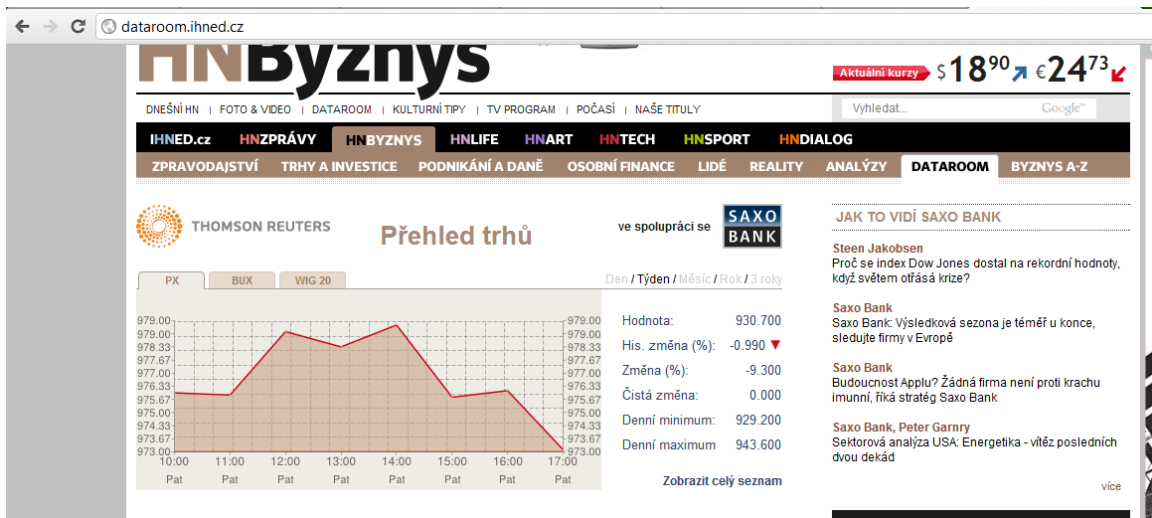 dataroom.ihned.cz
HNByznys
Aktuální kurzy $18⁹⁰ €24⁷³
DNEŠNÍ HN | FOTO & VIDEO | DATAROOM | KULTURNÍ TIPY | TV PROGRAM | POČASÍ | NAŠE TITULY
Vyhledat... Google™
IHNED.cz HNZPRÁVY HNBYZNYS HNLIFE HNART HNTECH HNSPORT HNDIALOG
ZPRAVODAJSTVÍ TRHY A INVESTICE PODNIKÁNÍ A DANĚ OSOBNÍ FINANCE LIDÉ REALITY ANALÝZY DATAROOM BYZNYS A-Z
THOMSON REUTERS
Přehled trhů
ve spolupráci se
SAXO
BANK
PX BUX WIG 20
Den / Týden / Měsíc / Rok / 3 roky
979.00 979.00
979.00 979.00
978.33 978.33
977.67 977.67
977.00 977.00
976.33 976.33
975.67 975.67
975.00 975.00
974.33 974.33
973.67 973.67
973.00 973.00
10:00 11:00 12:00 13:00 14:00 15:00 16:00 17:00
Pat Pat Pat Pat Pat Pat Pat Pat
Hodnota: 930.700
His. změna (%): -0.990
Změna (%): -9.300
Čistá změna: 0.000
Denní minimum: 929.200
Denní maximum 943.600
Zobrazit celý seznam
JAK TO VIDÍ SAXO BANK
Steen Jakobsen
Proč se index Dow Jones dostal na rekordní hodnoty,
když světem otřásá krize?
Saxo Bank
Saxo Bank: Výsledková sezona je téměř u konce,
sledujte firmy v Evropě
Saxo Bank
Budoucnost Applu? Žádná firma není proti krachu
imunní, říká stratég Saxo Bank
Saxo Bank, Peter Garnry
Sektorová analýza USA: Energetika - vítěz posledních
dvou dekád
více